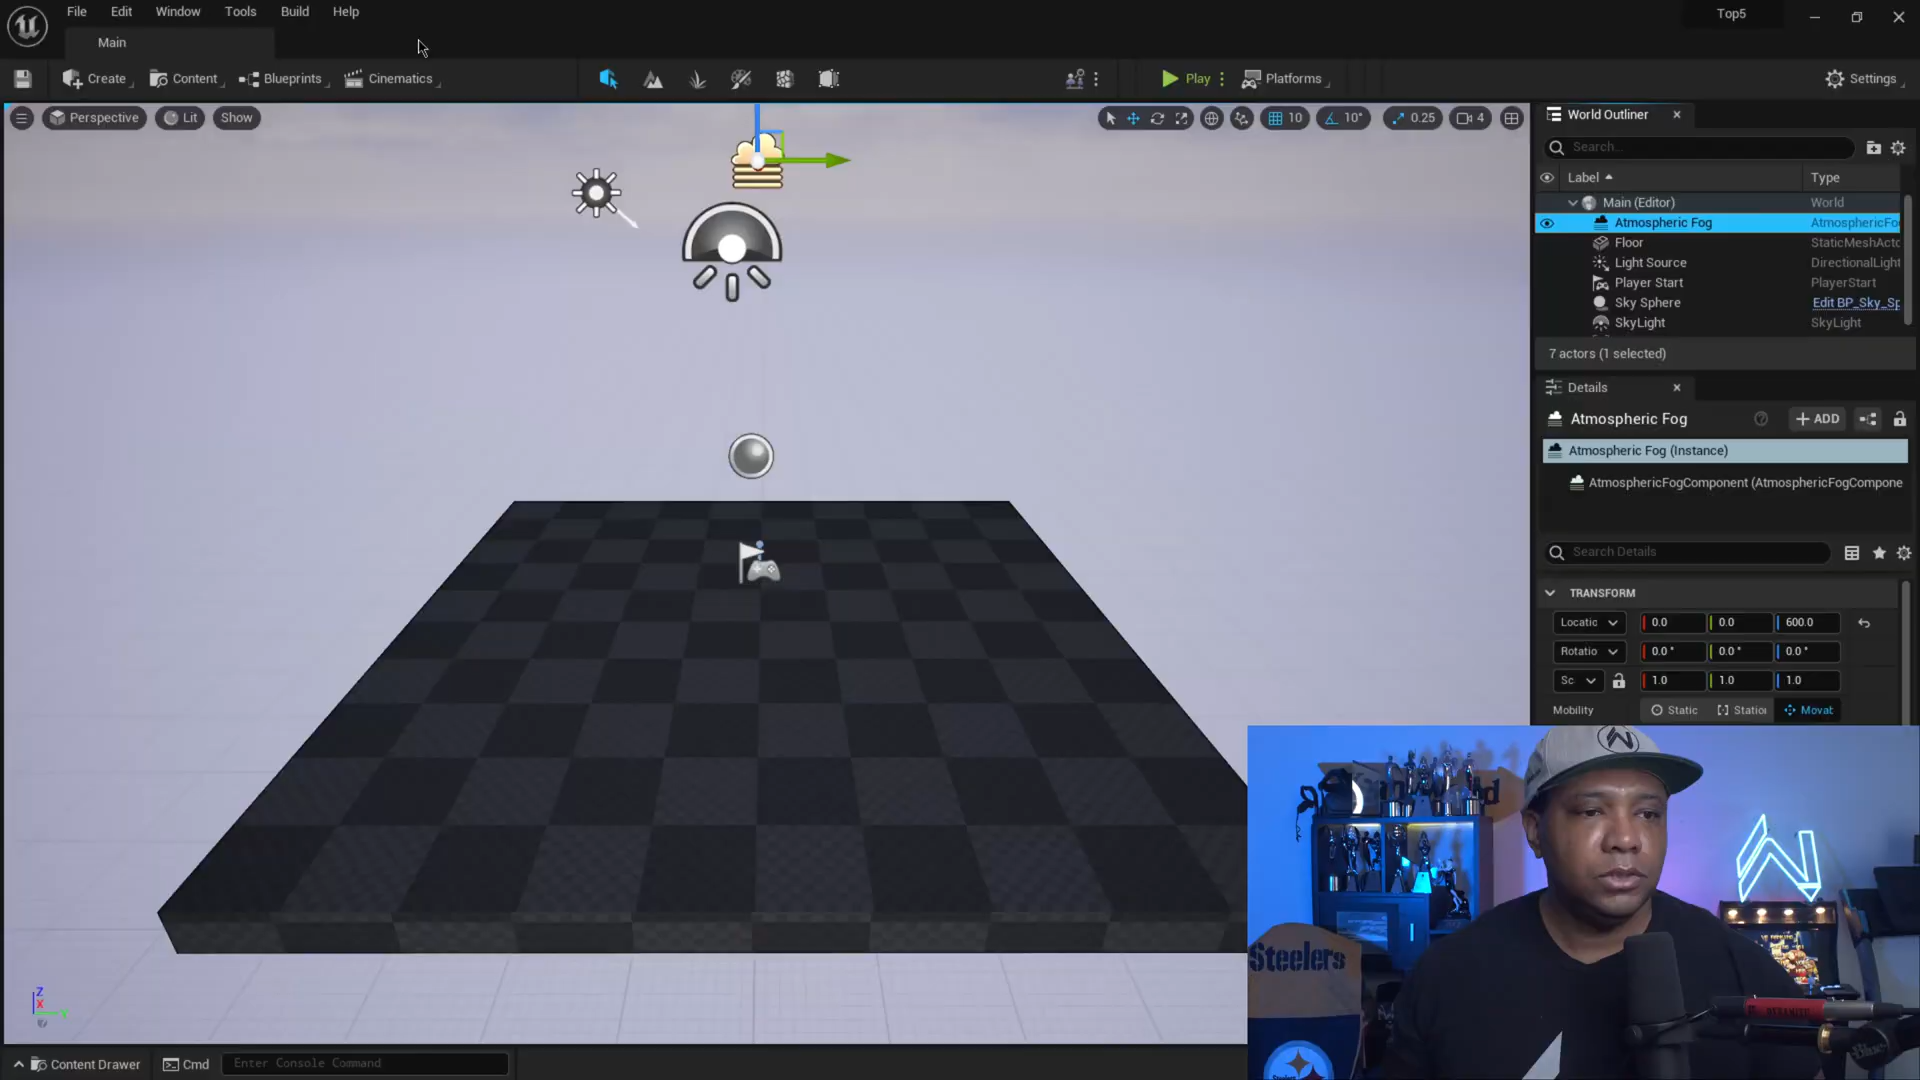 File Edit Window Tools Build Help
Top5
Main
Create Content Blueprints Cinematics
Play Platforms Settings
Perspective Lit Show
10 10° 0.25 4
World Outliner
Search...
Label Type
Main (Editor) World
Atmospheric Fog AtmosphericFo
Floor StaticMeshActo
Light Source DirectionalLight
Player Start PlayerStart
Sky Sphere Edit BP_Sky_Sp
SkyLight SkyLight
7 actors (1 selected)
Details
Atmospheric Fog
ADD
Atmospheric Fog (Instance)
AtmosphericFogComponent (AtmosphericFogCompone
Search Details
TRANSFORM
Locatio 0.0 0.0 600.0
Rotatio 0.0° 0.0° 0.0°
Sc 1.0 1.0 1.0
Mobility Static Station Movab
Steelers
Z
X
Y
Content Drawer Cmd Enter Console Command